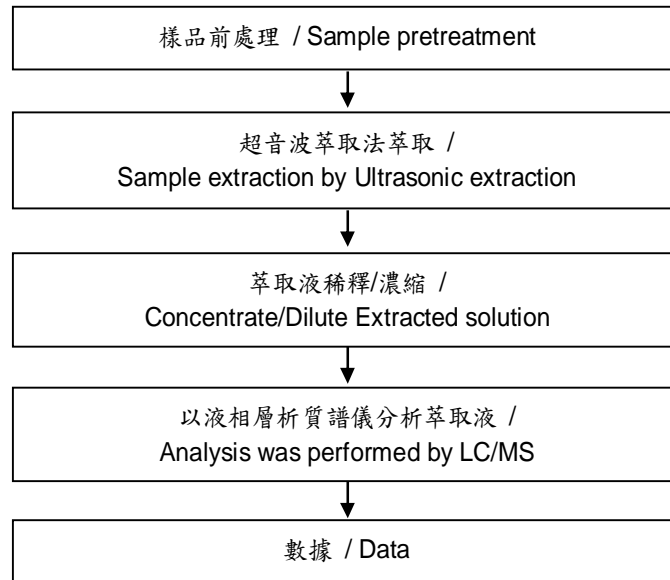 樣品前處理 / Sample pretreatment
超音波萃取法萃取 /
Sample extraction by Ultrasonic extraction
萃取液稀釋/濃縮 /
Concentrate/Dilute Extracted solution
以液相層析質譜儀分析萃取液 /
Analysis was performed by LC/MS
數據 / Data